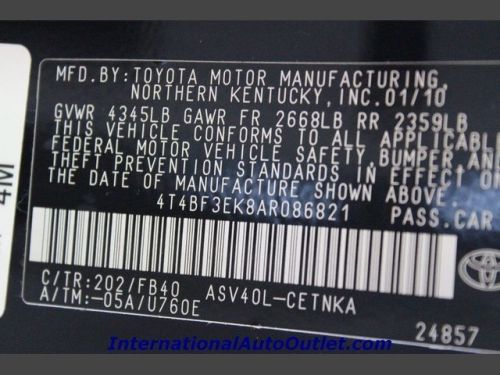 MFD.BY:TOYOTA MOTOR MANUFACTURING,
NORTHERN KENTUCKY,INC.01/10
GVWR 4345LB GAWR FR 2668LB RR 2359LB
THIS VEHICLE CONFORMS TO ALL APPLICABLE
FEDERAL MOTOR VEHICLE SAFETY,BUMPER AND
THEFT PREVENTION STANDARDS IN EFFECT ON
THE DATE OF MANUFACTURE SHOWN ABOVE.
4T4BF3EK8AR086821 PASS.CAR
C/TR:202/FB40 ASV40L-CETNKA
A/TM:-05A/U760E
TOYOTA
24857
4M
InternationalAutoOutlet.com